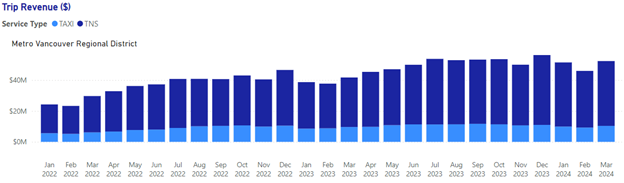 Trip Revenue ($)
Service Type TAXI TNS
Metro Vancouver Regional District
$40M
$20M
$0M
Jan Feb Mar Apr May Jun Jul Aug Sep Oct Nov Dec Jan Feb Mar Apr May Jun Jul Aug Sep Oct Nov Dec Jan Feb Mar
2022 2022 2022 2022 2022 2022 2022 2022 2022 2022 2022 2022 2023 2023 2023 2023 2023 2023 2023 2023 2023 2023 2023 2023 2024 2024 2024